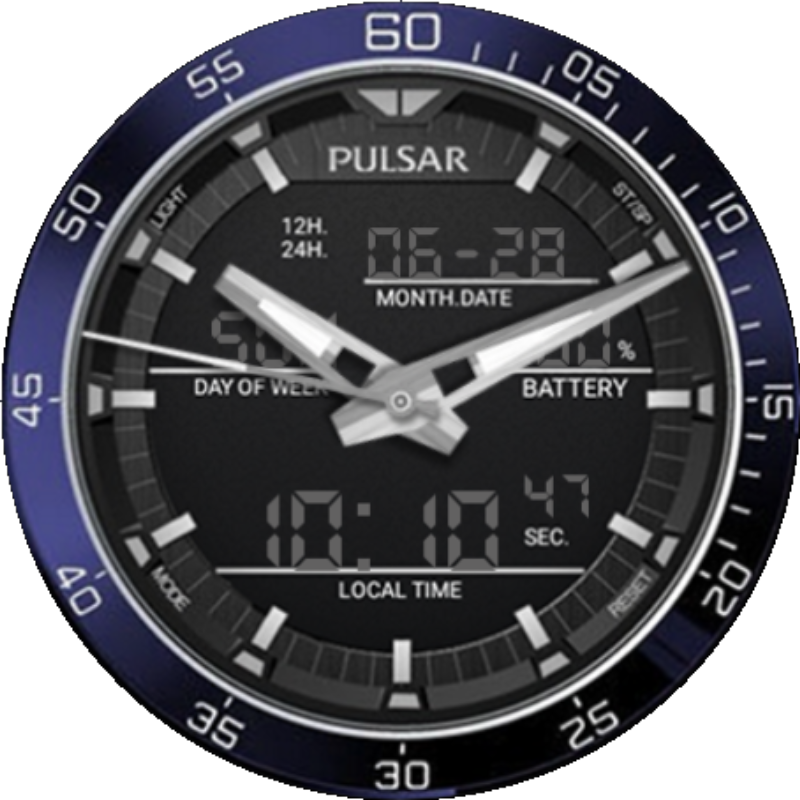 60
05
10
15
20
25
30
35
40
45
50
55
PULSAR
LIGHT
ST/SP
12H.
24H.
06-28
MONTH.DATE
%
DAY OF WEEK
BATTERY
10:10 47
SEC.
LOCAL TIME
MODE
RESET